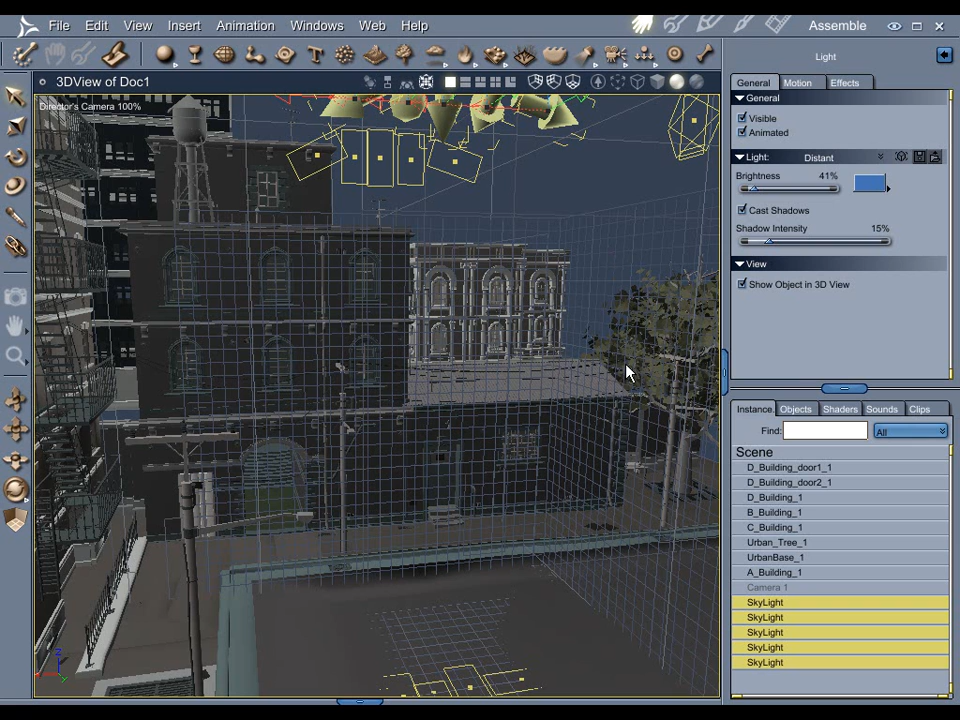 File Edit View Insert Animation Windows Web Help Assemble
3DView of Doc1
Director's Camera 100%
Light
General Motion Effects
General
Visible
Animated
Light: Distant
Brightness 41%
Cast Shadows
Shadow Intensity 15%
View
Show Object in 3D View
Instance Objects Shaders Sounds Clips
Find: All
Scene
D_Building_door1_1
D_Building_door2_1
D_Building_1
B_Building_1
C_Building_1
Urban_Tree_1
UrbanBase_1
A_Building_1
Camera 1
SkyLight
SkyLight
SkyLight
SkyLight
SkyLight
Z
Y